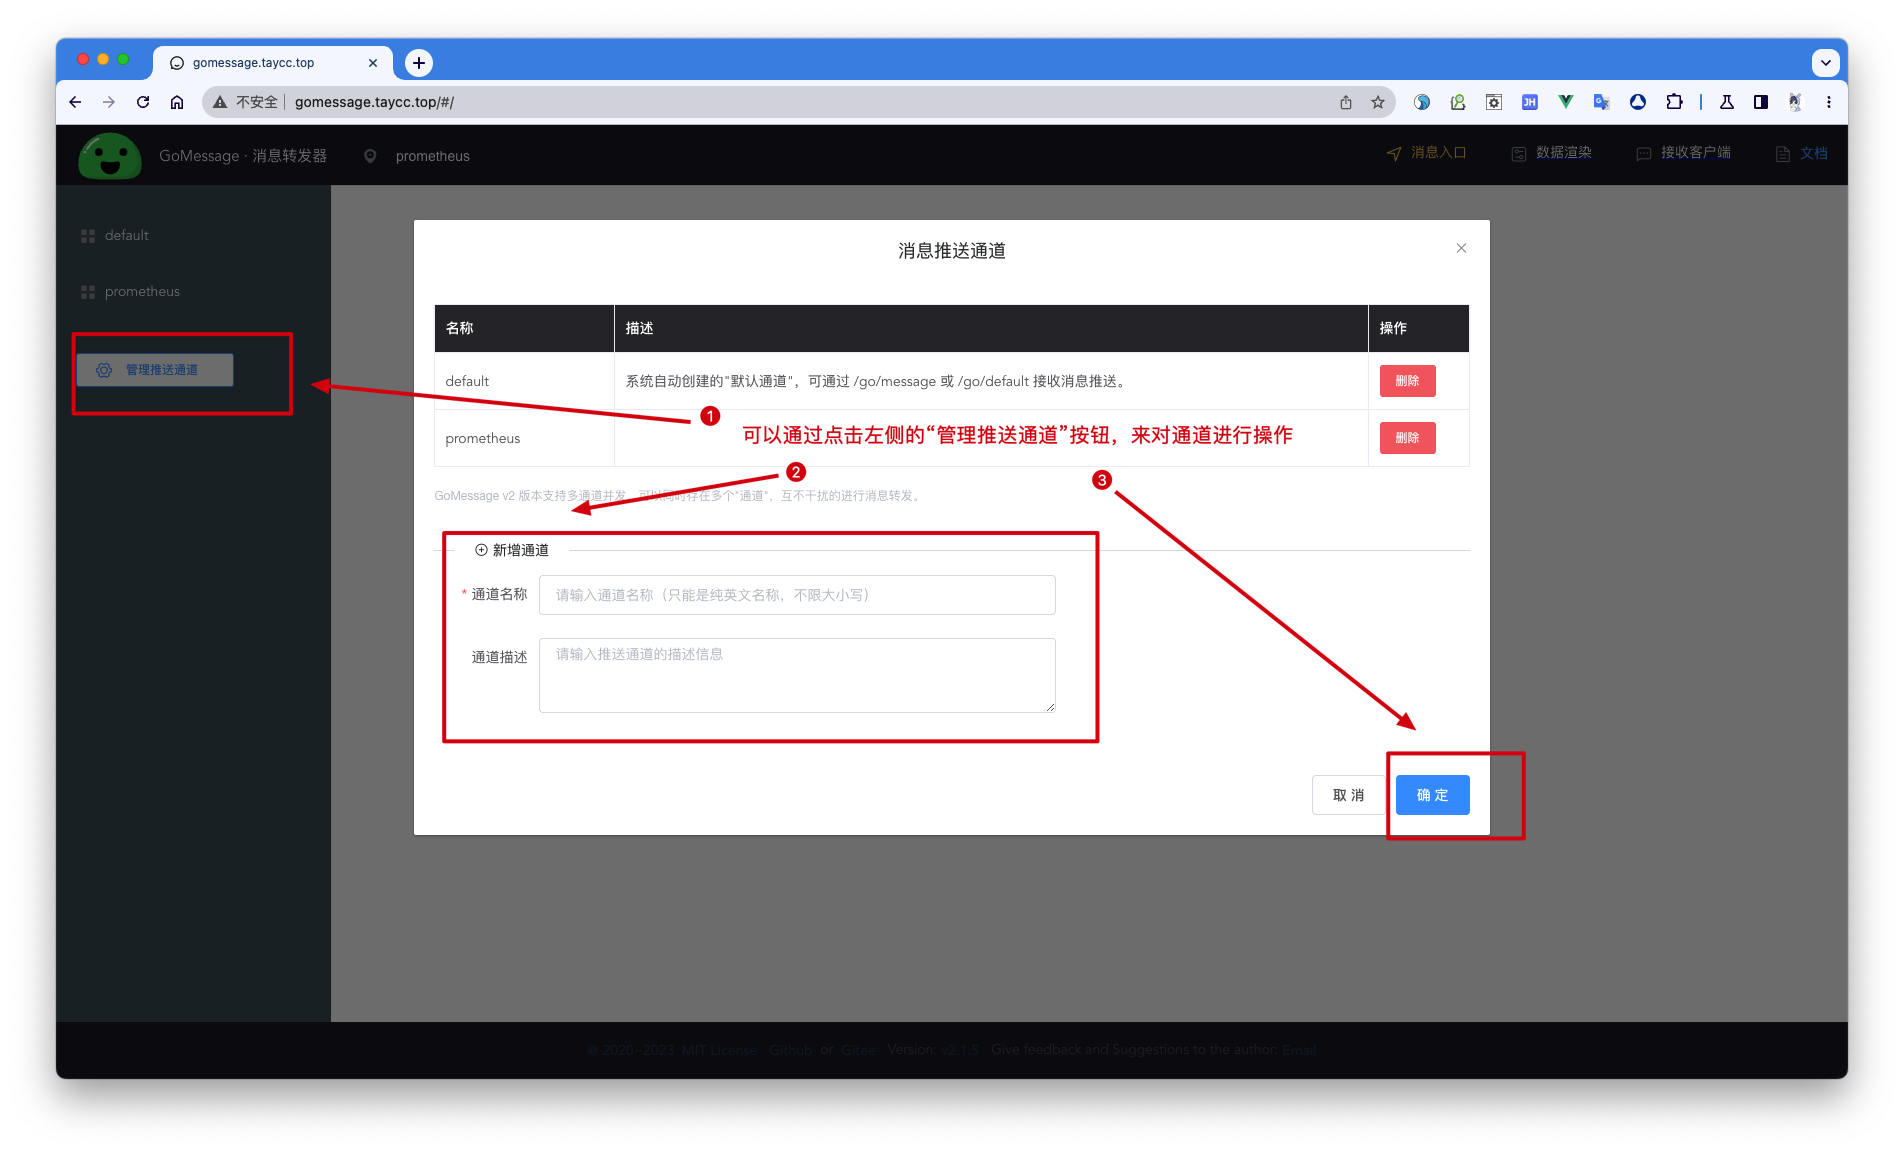 gomessage.taycc.top
不安全
gomessage.taycc.top/#/
JH
GoMessage · 消息转发器
prometheus
消息入口
数据渲染
接收客户端
文档
default
prometheus
管理推送通道
消息推送通道
名称
描述
操作
default
系统自动创建的"默认通道"，可通过 /go/message 或 /go/default 接收消息推送。
删除
prometheus
删除
1
可以通过点击左侧的“管理推送通道”按钮，来对通道进行操作
2
3
GoMessage v2 版本支持多通道并发，可以同时存在多个"通道"，互不干扰的进行消息转发。
新增通道
* 通道名称
请输入通道名称（只能是纯英文名称，不限大小写）
通道描述
请输入推送通道的描述信息
取 消
确 定
© 2020~2023 MIT License Github or Gitee Version: v2.1.5 Give feedback and Suggestions to the author: Email